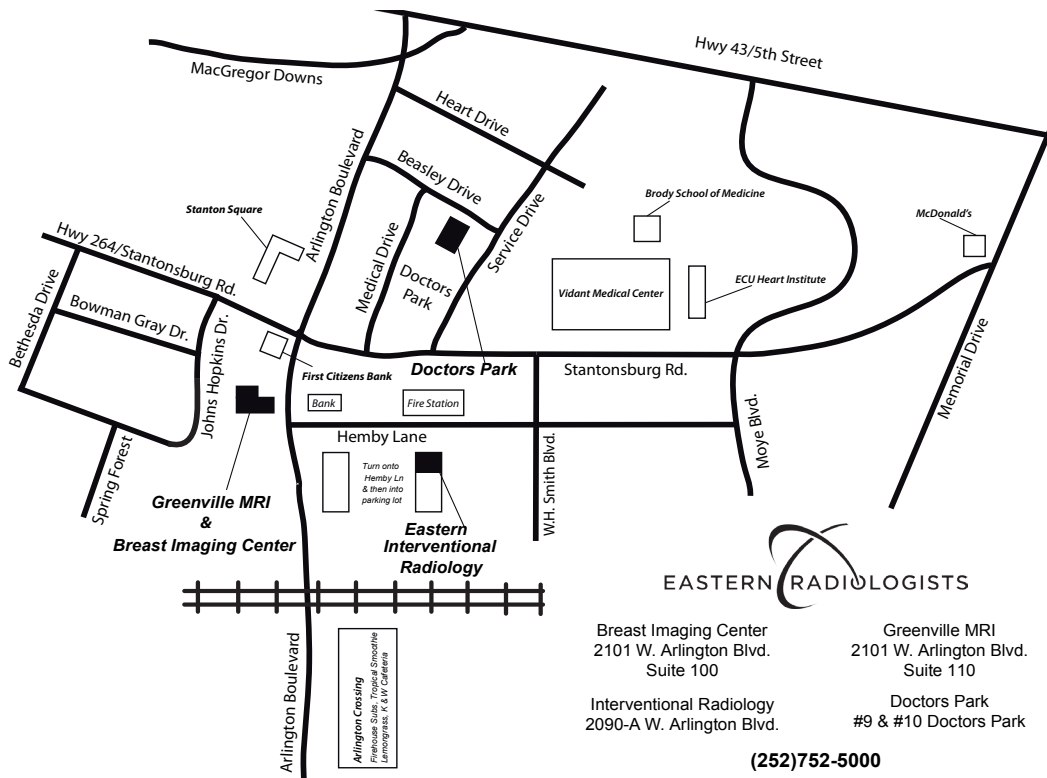 Hwy 43/5th Street
MacGregor Downs
Heart Drive
Arlington Boulevard
Beasley Drive
Brody School of Medicine
Stanton Square
McDonald's
Service Drive
Hwy 264/Stantonsburg Rd.
Medical Drive
Doctors
Park
Bethesda Drive
Vidant Medical Center
ECU Heart Institute
Bowman Gray Dr.
Johns Hopkins Dr.
First Citizens Bank
Doctors Park
Stantonsburg Rd.
Memorial Drive
Bank
Fire Station
Moye Blvd.
Hemby Lane
W.H. Smith Blvd.
Spring Forest
Turn onto
Hemby Ln
& then into
parking lot
Greenville MRI
&
Breast Imaging Center
Eastern
Interventional
Radiology
EASTERN RADIOLOGISTS
Arlington Boulevard
Arlington Crossing
Firehouse Subs, Tropical Smoothie
Lemongrass, K & W Cafeteria
Breast Imaging Center
2101 W. Arlington Blvd.
Suite 100
Greenville MRI
2101 W. Arlington Blvd.
Suite 110
Interventional Radiology
2090-A W. Arlington Blvd.
Doctors Park
#9 & #10 Doctors Park
(252)752-5000